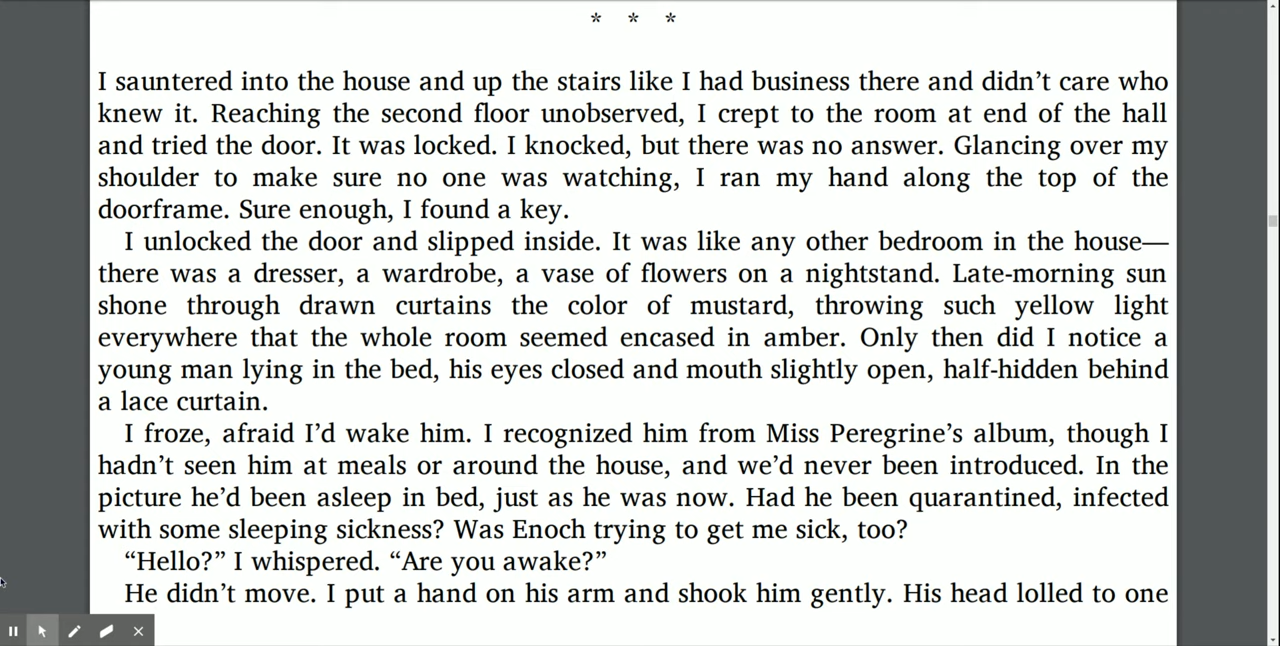 * * *
I sauntered into the house and up the stairs like I had business there and didn’t care who
knew it. Reaching the second floor unobserved, I crept to the room at end of the hall
and tried the door. It was locked. I knocked, but there was no answer. Glancing over my
shoulder to make sure no one was watching, I ran my hand along the top of the
doorframe. Sure enough, I found a key.
I unlocked the door and slipped inside. It was like any other bedroom in the house—
there was a dresser, a wardrobe, a vase of flowers on a nightstand. Late-morning sun
shone through drawn curtains the color of mustard, throwing such yellow light
everywhere that the whole room seemed encased in amber. Only then did I notice a
young man lying in the bed, his eyes closed and mouth slightly open, half-hidden behind
a lace curtain.
I froze, afraid I’d wake him. I recognized him from Miss Peregrine’s album, though I
hadn’t seen him at meals or around the house, and we’d never been introduced. In the
picture he’d been asleep in bed, just as he was now. Had he been quarantined, infected
with some sleeping sickness? Was Enoch trying to get me sick, too?
“Hello?” I whispered. “Are you awake?”
He didn’t move. I put a hand on his arm and shook him gently. His head lolled to one